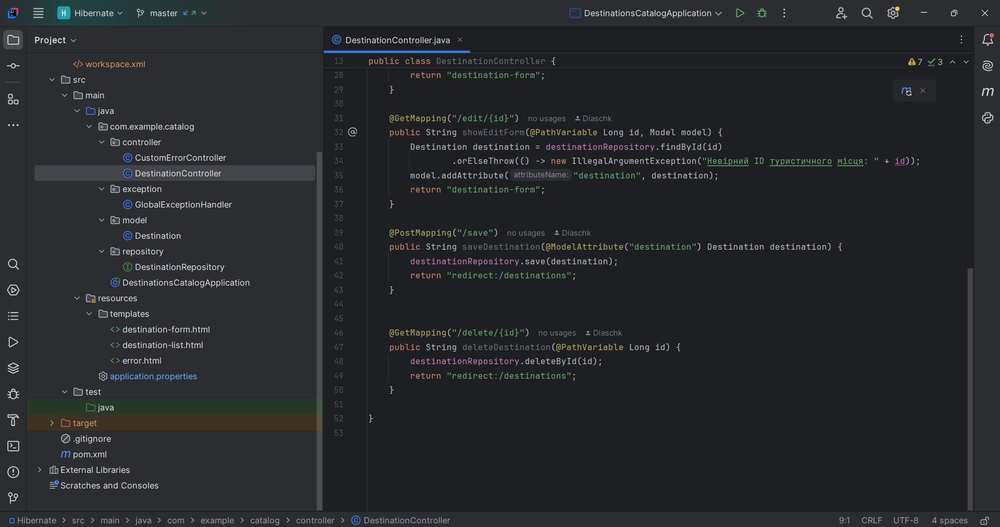 Hibernate
master
DestinationsCatalogApplication
Project
DestinationController.java
workspace.xml
src
main
java
com.example.catalog
controller
CustomErrorController
DestinationController
exception
GlobalExceptionHandler
model
Destination
repository
DestinationRepository
DestinationsCatalogApplication
resources
templates
destination-form.html
destination-list.html
error.html
application.properties
test
java
target
.gitignore
pom.xml
External Libraries
Scratches and Consoles
13 public class DestinationController {
7 3
28 return "destination-form";
29 }
30
31 @GetMapping("/edit/{id}") no usages Diaschk
32 public String showEditForm(@PathVariable Long id, Model model) {
33 Destination destination = destinationRepository.findById(id)
34 .orElseThrow(() -> new IllegalArgumentException("Невірний ID туристичного місця: " + id));
35 model.addAttribute( attributeName: "destination", destination);
36 return "destination-form";
37 }
38
39 @PostMapping("/save") no usages Diaschk
40 public String saveDestination(@ModelAttribute("destination") Destination destination) {
41 destinationRepository.save(destination);
42 return "redirect:/destinations";
43 }
44
45
46 @GetMapping("/delete/{id}") no usages Diaschk
47 public String deleteDestination(@PathVariable Long id) {
48 destinationRepository.deleteById(id);
49 return "redirect:/destinations";
50 }
51
52 }
53
Hibernate > src > main > java > com > example > catalog > controller > DestinationController
9:1 CRLF UTF-8 4 spaces